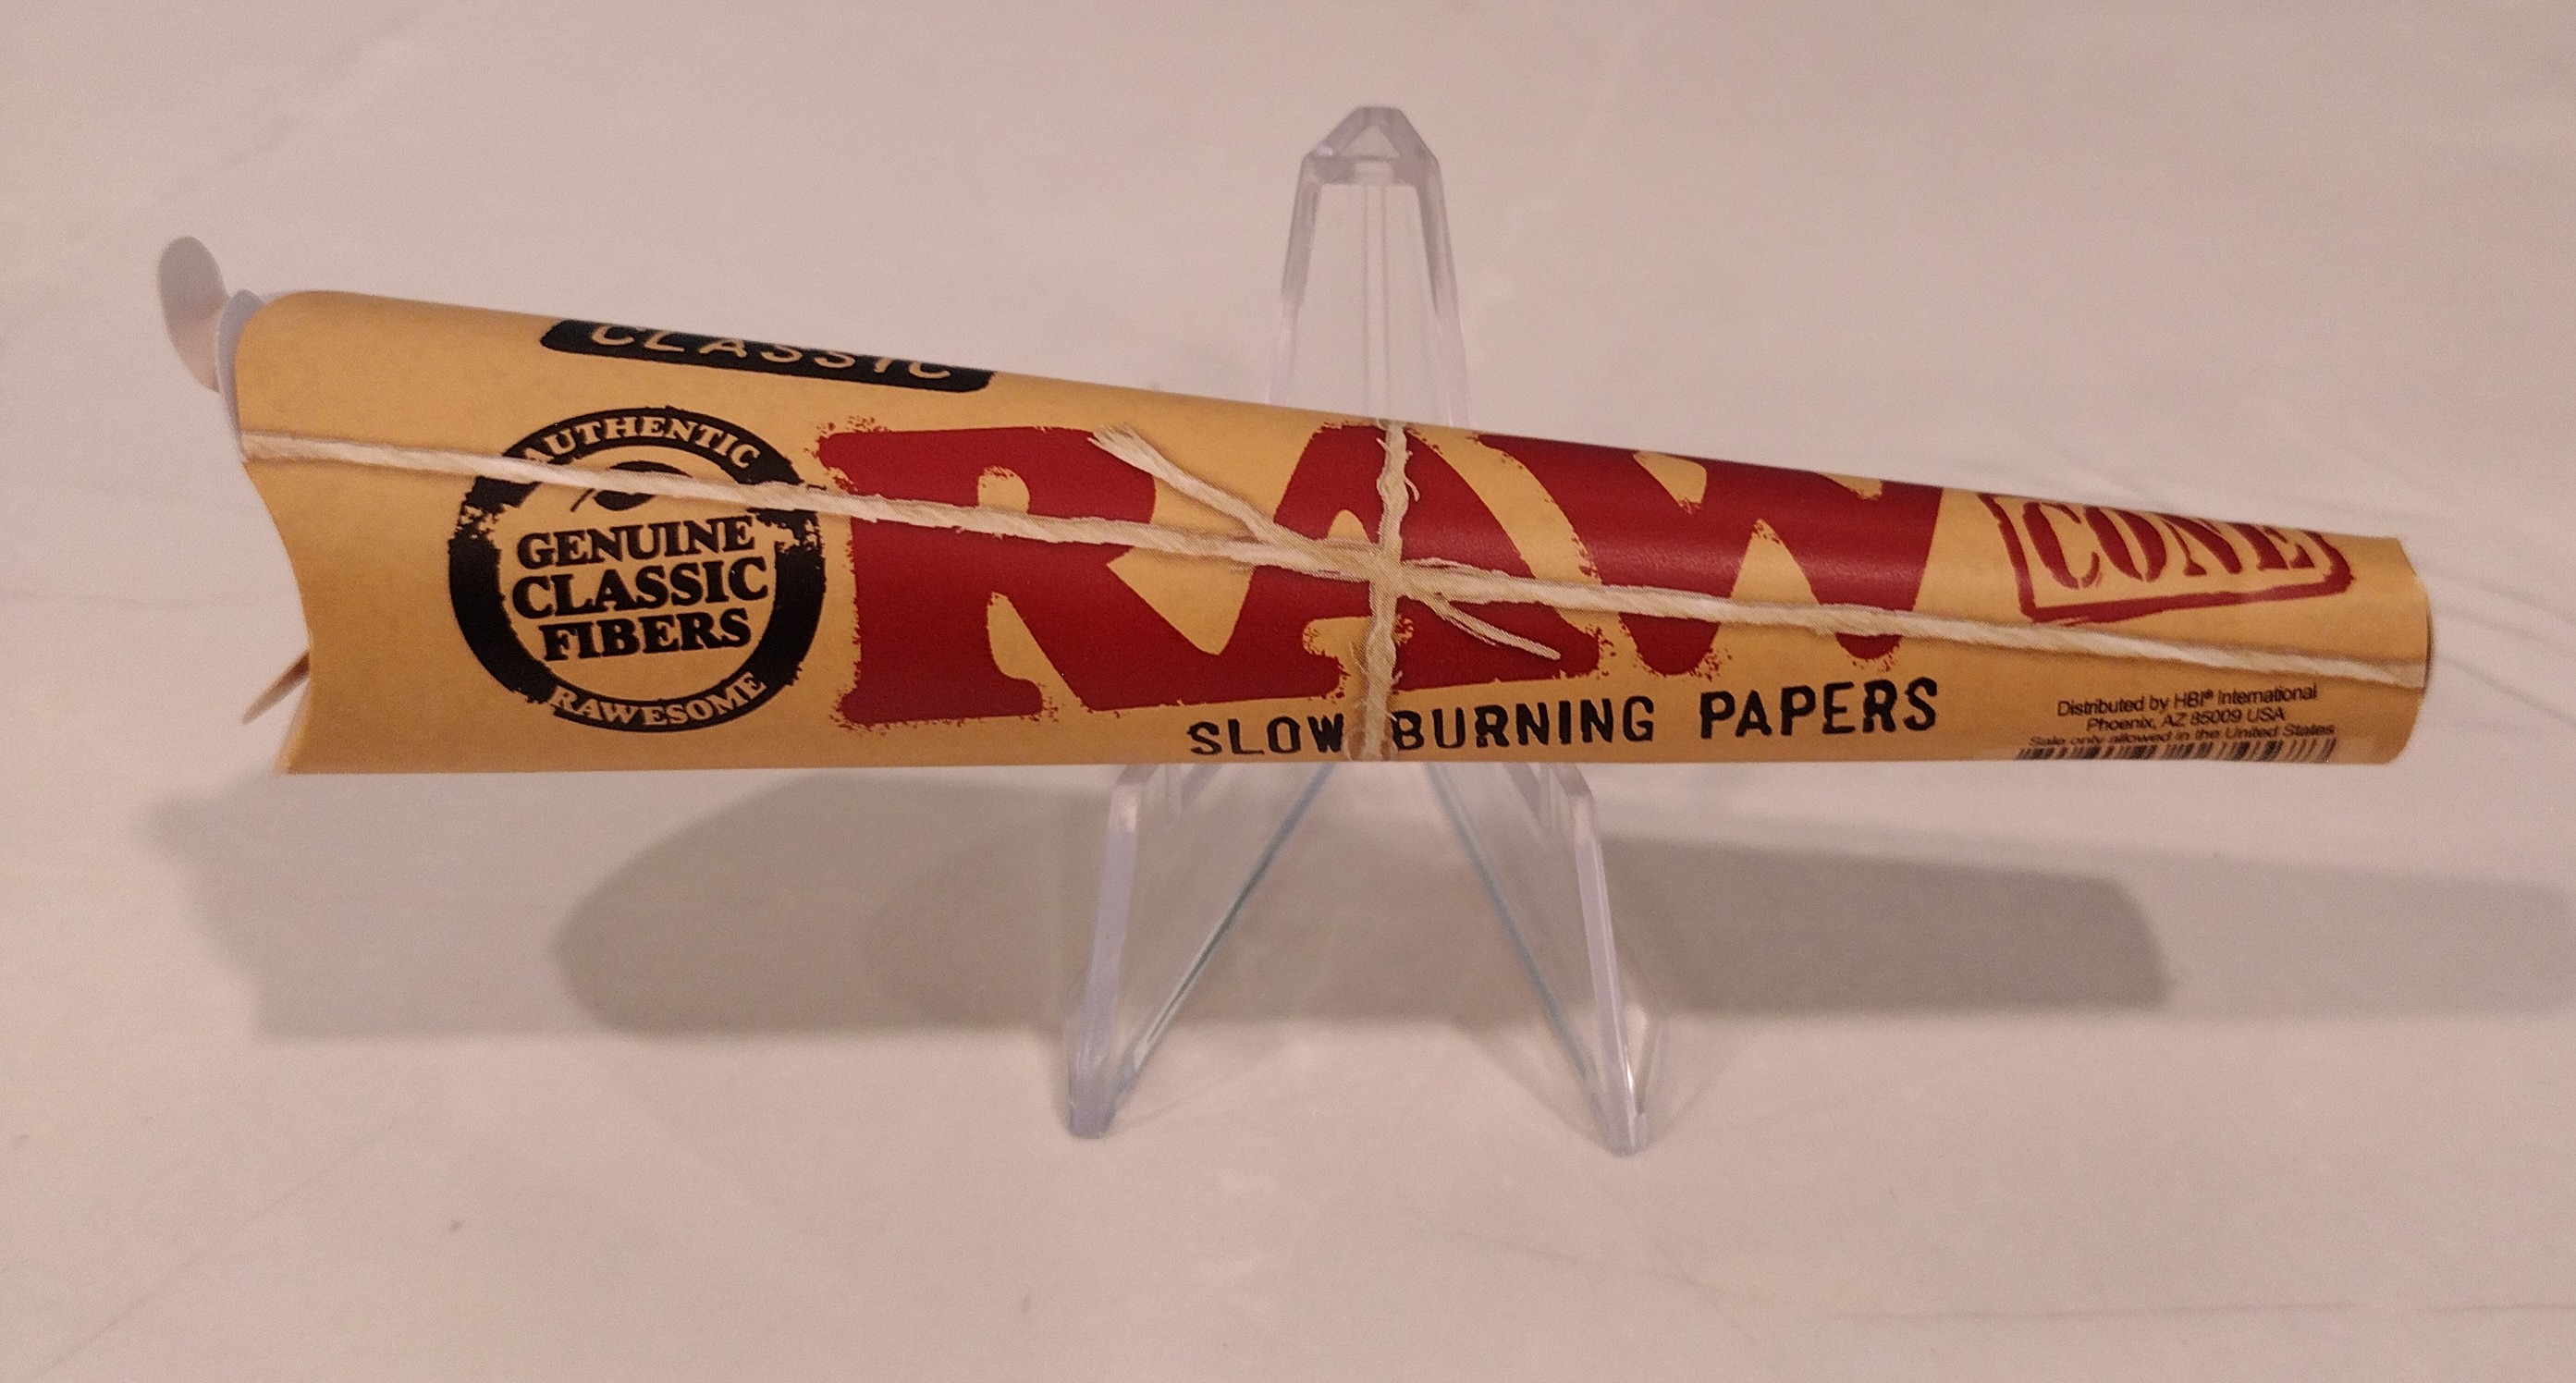 CLASSIC
AUTHENTIC
GENUINE
CLASSIC
FIBERS
RAWESOME
RAW
CONE
SLOW BURNING PAPERS
Distributed by HBI® International
Phoenix, AZ 85009 USA
Sale only allowed in the United States